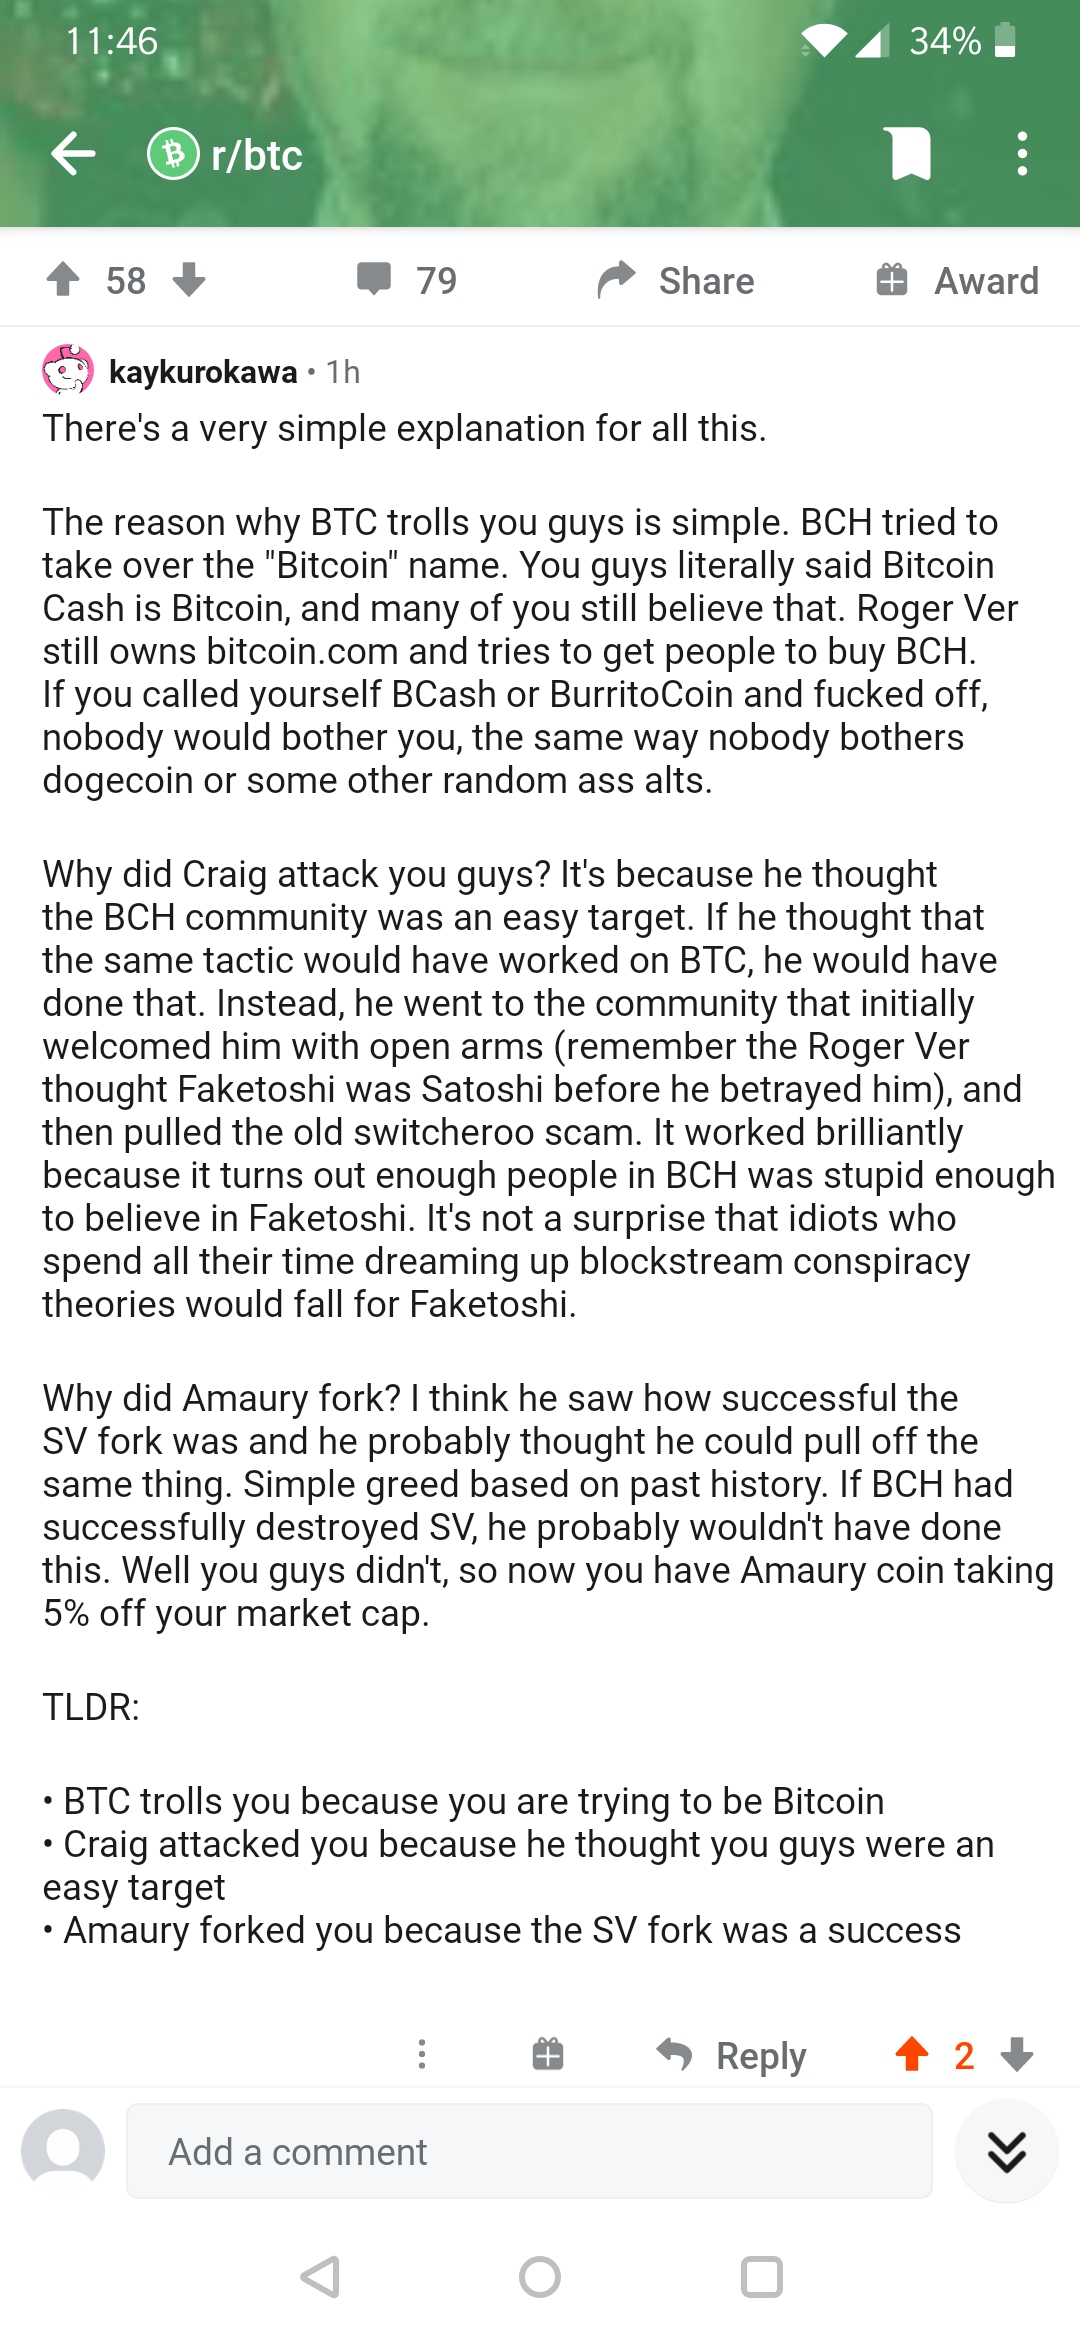 11:46
34%
r/btc
58
79
Share
Award
kaykurokawa • 1h
There's a very simple explanation for all this.
The reason why BTC trolls you guys is simple. BCH tried to
take over the "Bitcoin" name. You guys literally said Bitcoin
Cash is Bitcoin, and many of you still believe that. Roger Ver
still owns bitcoin.com and tries to get people to buy BCH.
If you called yourself BCash or BurritoCoin and fucked off,
nobody would bother you, the same way nobody bothers
dogecoin or some other random ass alts.
Why did Craig attack you guys? It's because he thought
the BCH community was an easy target. If he thought that
the same tactic would have worked on BTC, he would have
done that. Instead, he went to the community that initially
welcomed him with open arms (remember the Roger Ver
thought Faketoshi was Satoshi before he betrayed him), and
then pulled the old switcheroo scam. It worked brilliantly
because it turns out enough people in BCH was stupid enough
to believe in Faketoshi. It's not a surprise that idiots who
spend all their time dreaming up blockstream conspiracy
theories would fall for Faketoshi.
Why did Amaury fork? I think he saw how successful the
SV fork was and he probably thought he could pull off the
same thing. Simple greed based on past history. If BCH had
successfully destroyed SV, he probably wouldn't have done
this. Well you guys didn't, so now you have Amaury coin taking
5% off your market cap.
TLDR:
• BTC trolls you because you are trying to be Bitcoin
• Craig attacked you because he thought you guys were an
easy target
• Amaury forked you because the SV fork was a success
Reply
2
Add a comment